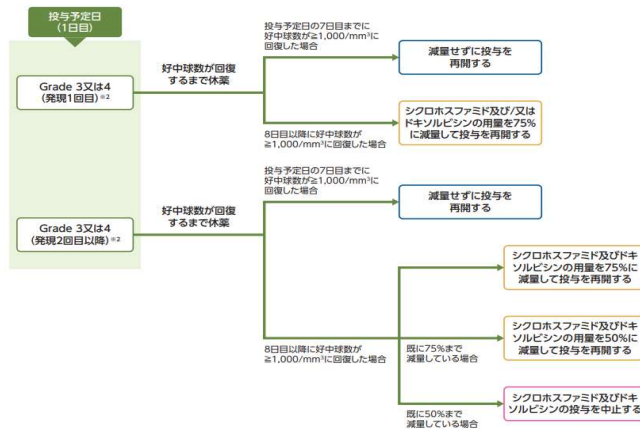 投与予定日
(1日目)
投与予定日の7日目までに
好中球数が≧1,000/mm³に
回復した場合
減量せずに投与を
再開する
好中球数が回復
するまで休薬
Grade 3又は4
(発現1回目)※2
シクロホスファミド及び/又は
ドキソルビシンの用量を75%
に減量して投与を再開する
8日目以降に好中球数が
≧1,000/mm³に回復した場合
投与予定日の7日目までに
好中球数が≧1,000/mm³に
回復した場合
減量せずに投与を
再開する
好中球数が回復
するまで休薬
Grade 3又は4
(発現2回目以降)※2
シクロホスファミド及びドキ
ソルビシンの用量を75%に
減量して投与を再開する
シクロホスファミド及びドキ
ソルビシンの用量を50%に
減量して投与を再開する
8日目以降に好中球数が
≧1,000/mm³に回復した場合
既に75%まで
減量している場合
シクロホスファミド及びドキ
ソルビシンの投与を中止する
既に50%まで
減量している場合